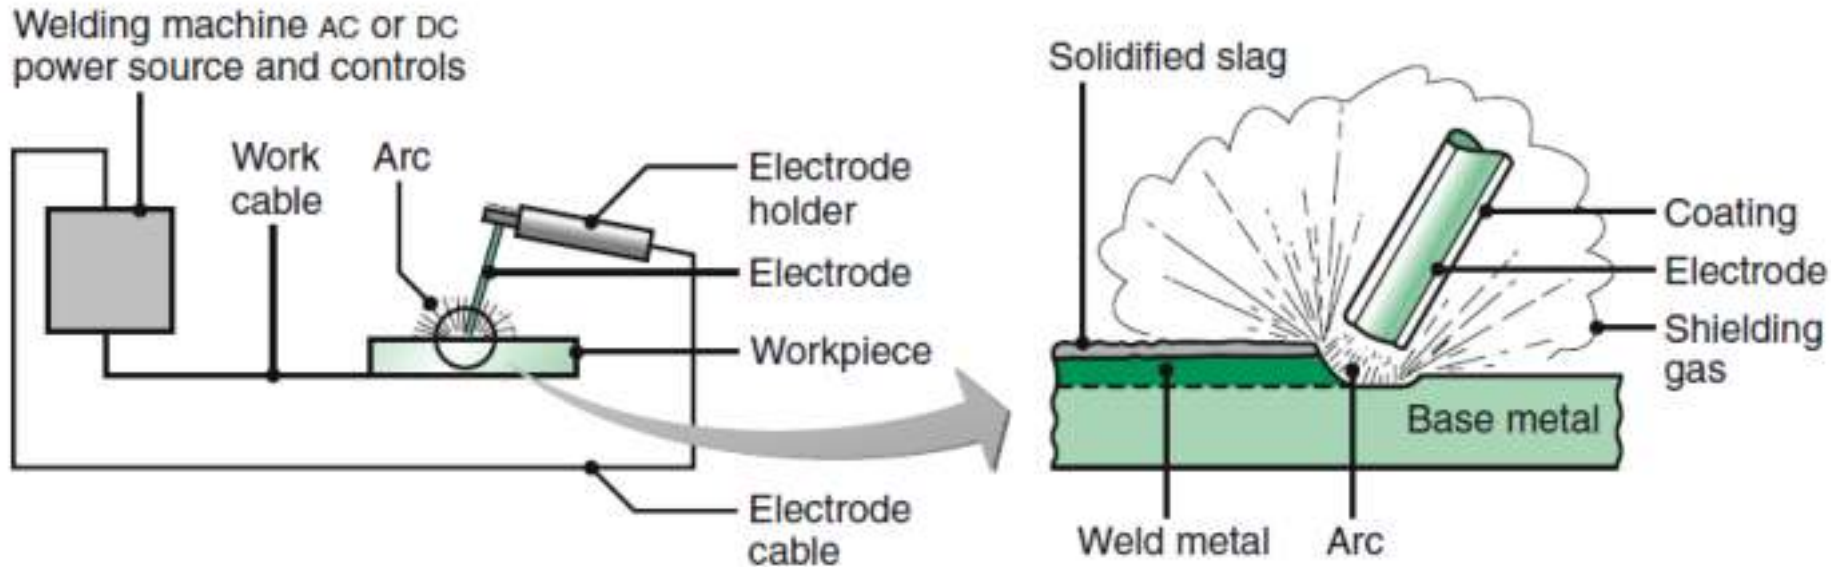 Welding machine AC or DC
power source and controls
Work
cable
Arc
Electrode
holder
Electrode
Workpiece
Electrode
cable
Solidified slag
Coating
Electrode
Shielding
gas
Base metal
Weld metal
Arc